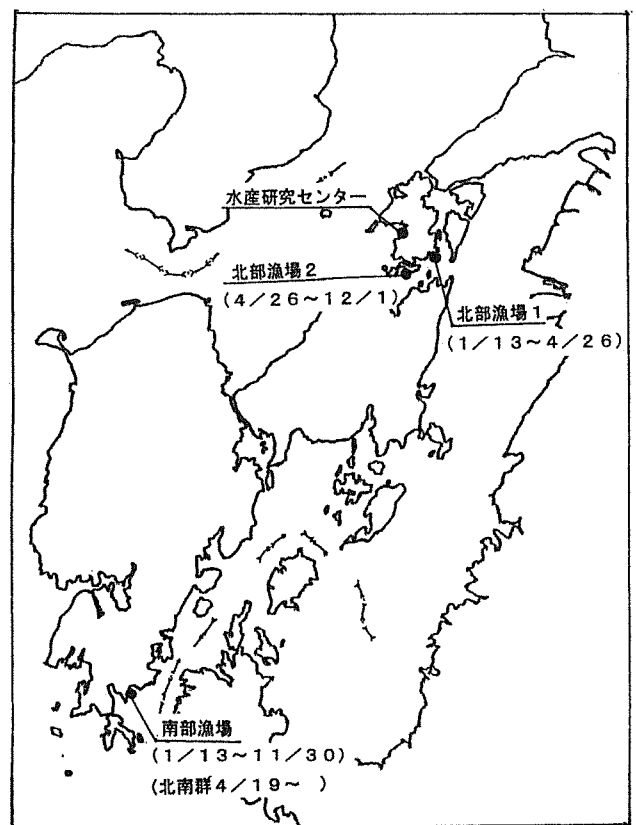 水産研究センター
北部漁場2
(4/26~12/1)
北部漁場1
(1/13~4/26)
南部漁場
(1/13~11/30)
(北南群4/19~ )